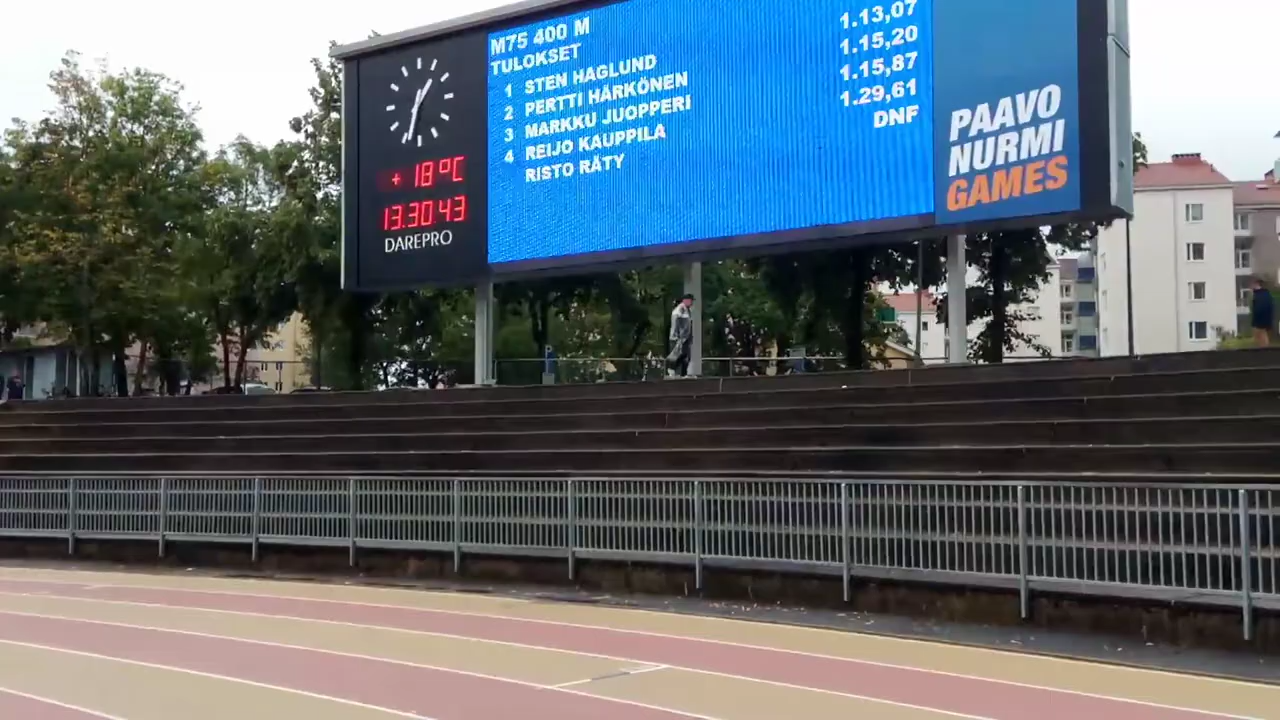 M75 400 M
TULOKSET
1 STEN HAGLUND 1.13,07
2 PERTTI HÄRKÖNEN 1.15,20
3 MARKKU JUOPPERI 1.15,87
4 REIJO KAUPPILA 1.29,61
RISTO RÄTY DNF
+ 18°C
13.30.43
DAREPRO
PAAVO
NURMI
GAMES